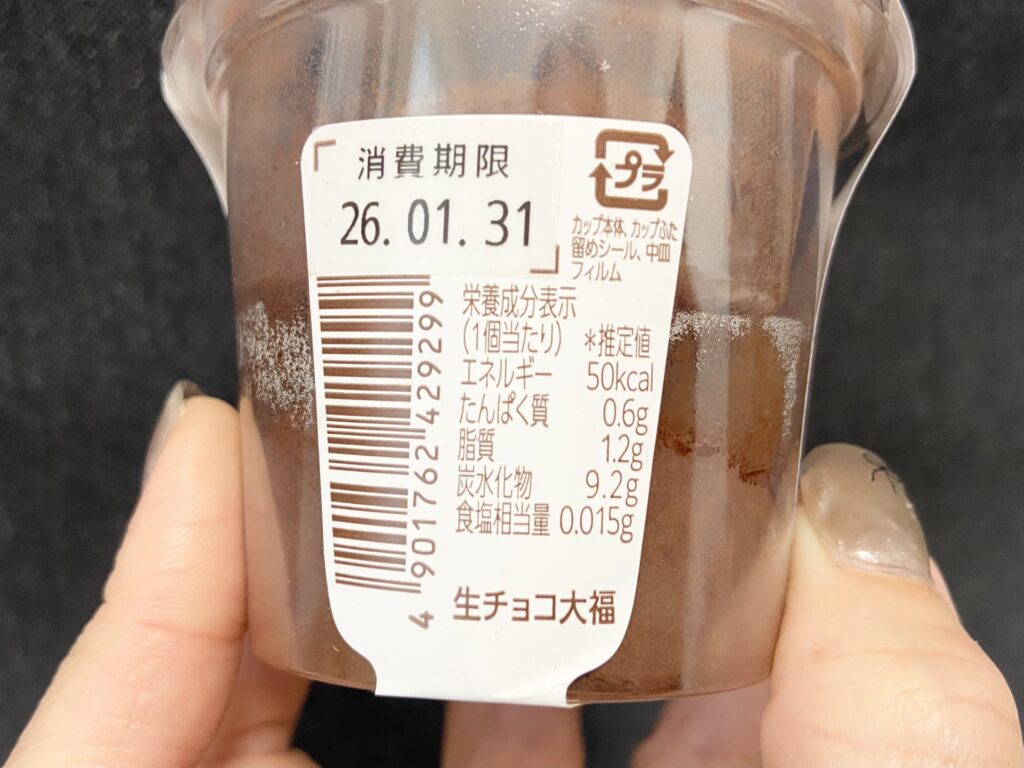 消費期限
26.01.31
プラ
カップ本体、カップふた
留めシール、中皿
フィルム
栄養成分表示
(1個当たり) *推定値
エネルギー 50kcal
たんぱく質 0.6g
脂質 1.2g
炭水化物 9.2g
食塩相当量 0.015g
4 901762 429299
生チョコ大福